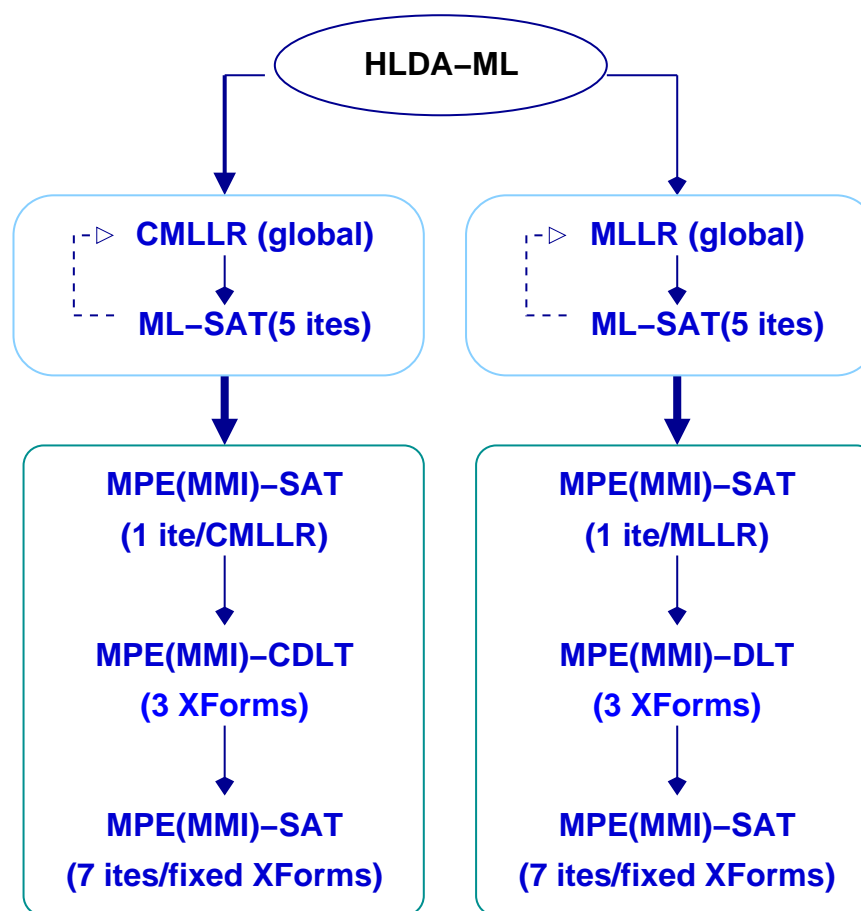 HLDA–ML
CMLLR (global)
ML–SAT(5 ites)
MPE(MMI)–SAT
(1 ite/CMLLR)
MPE(MMI)–CDLT
(3 XForms)
MPE(MMI)–SAT
(7 ites/fixed XForms)
MLLR (global)
ML–SAT(5 ites)
MPE(MMI)–SAT
(1 ite/MLLR)
MPE(MMI)–DLT
(3 XForms)
MPE(MMI)–SAT
(7 ites/fixed XForms)